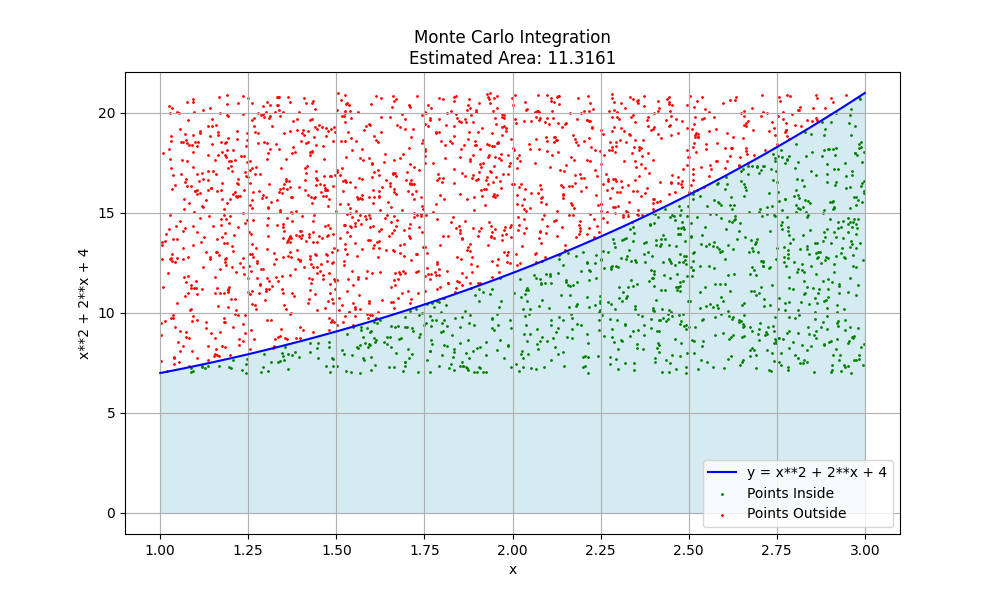 Monte Carlo Integration
Estimated Area: 11.3161
x**2 + 2**x + 4
20
15
10
5
0
y = x**2 + 2**x + 4
Points Inside
Points Outside
1.00 1.25 1.50 1.75 2.00 2.25 2.50 2.75 3.00
x